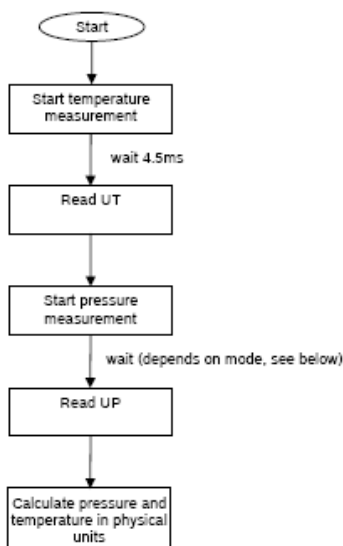 Start
Start temperature
measurement
wait 4.5ms
Read UT
Start pressure
measurement
wait (depends on mode, see below)
Read UP
Calculate pressure and
temperature in physical
units